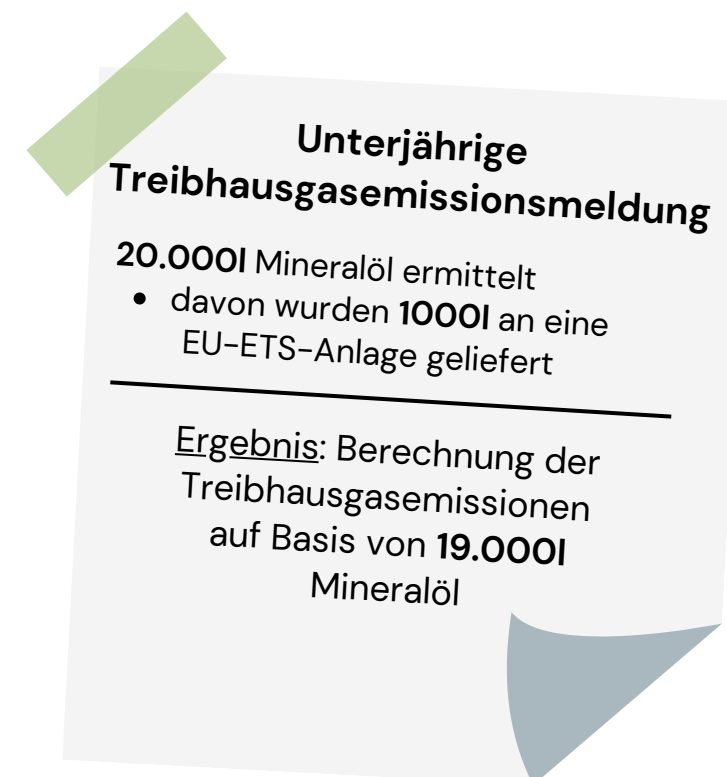 Unterjährige
Treibhausgasemissionsmeldung
20.000l Mineralöl ermittelt
• davon wurden 1000l an eine
EU-ETS-Anlage geliefert
Ergebnis: Berechnung der
Treibhausgasemissionen
auf Basis von 19.000l
Mineralöl